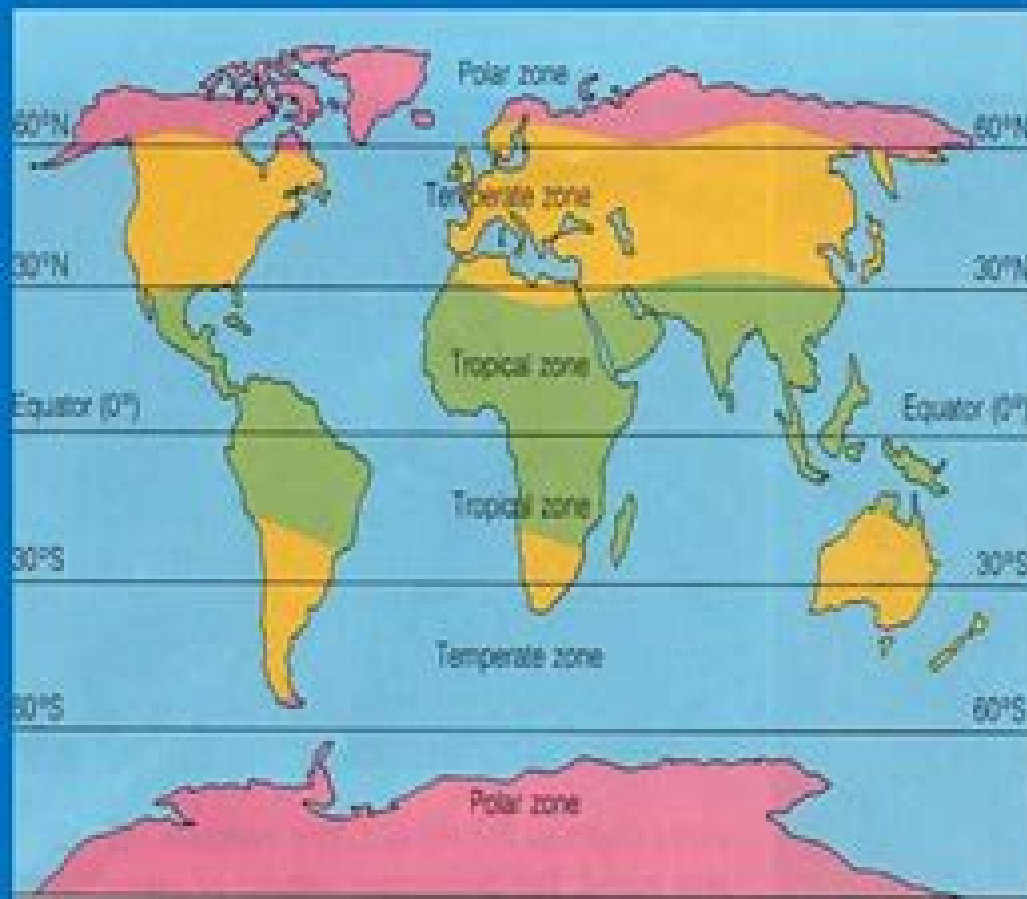 Polar zone
60°N 60°N
Temperate zone
30°N 30°N
Tropical zone
Equator (0°) Equator (0°)
Tropical zone
30°S 30°S
Temperate zone
60°S 60°S
Polar zone